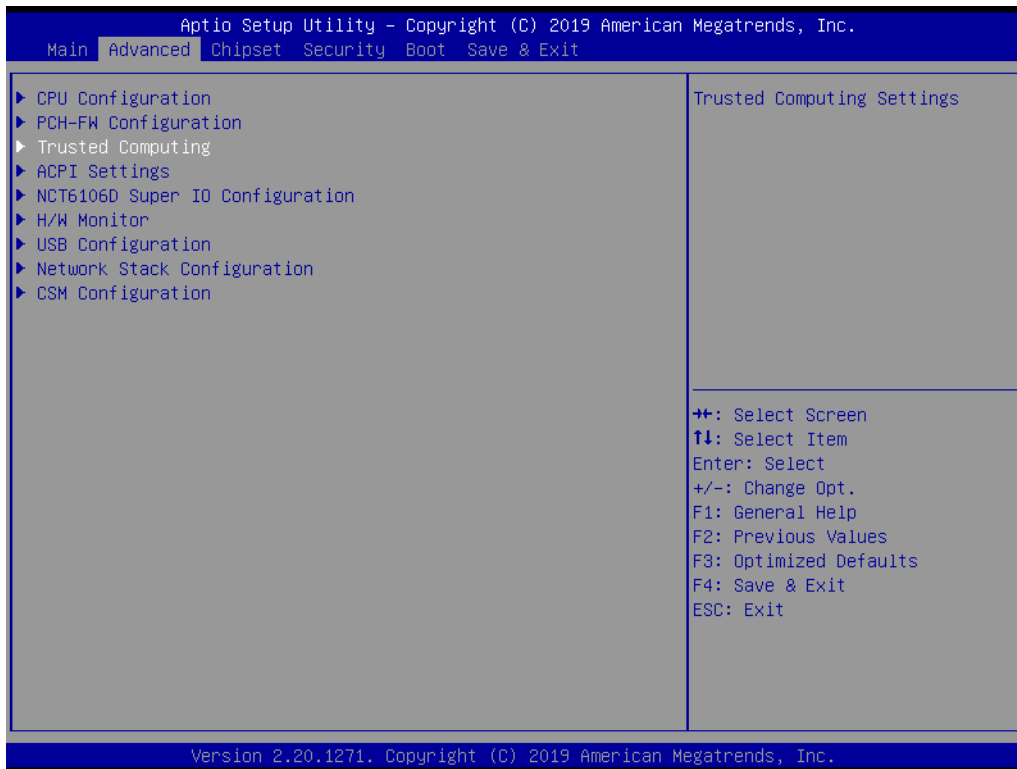 Aptio Setup Utility – Copyright (C) 2019 American Megatrends, Inc.
Main Advanced Chipset Security Boot Save & Exit
▶ CPU Configuration
▶ PCH-FW Configuration
▶ Trusted Computing
▶ ACPI Settings
▶ NCT6106D Super IO Configuration
▶ H/W Monitor
▶ USB Configuration
▶ Network Stack Configuration
▶ CSM Configuration
Trusted Computing Settings
→←: Select Screen
↑↓: Select Item
Enter: Select
+/-: Change Opt.
F1: General Help
F2: Previous Values
F3: Optimized Defaults
F4: Save & Exit
ESC: Exit
Version 2.20.1271. Copyright (C) 2019 American Megatrends, Inc.